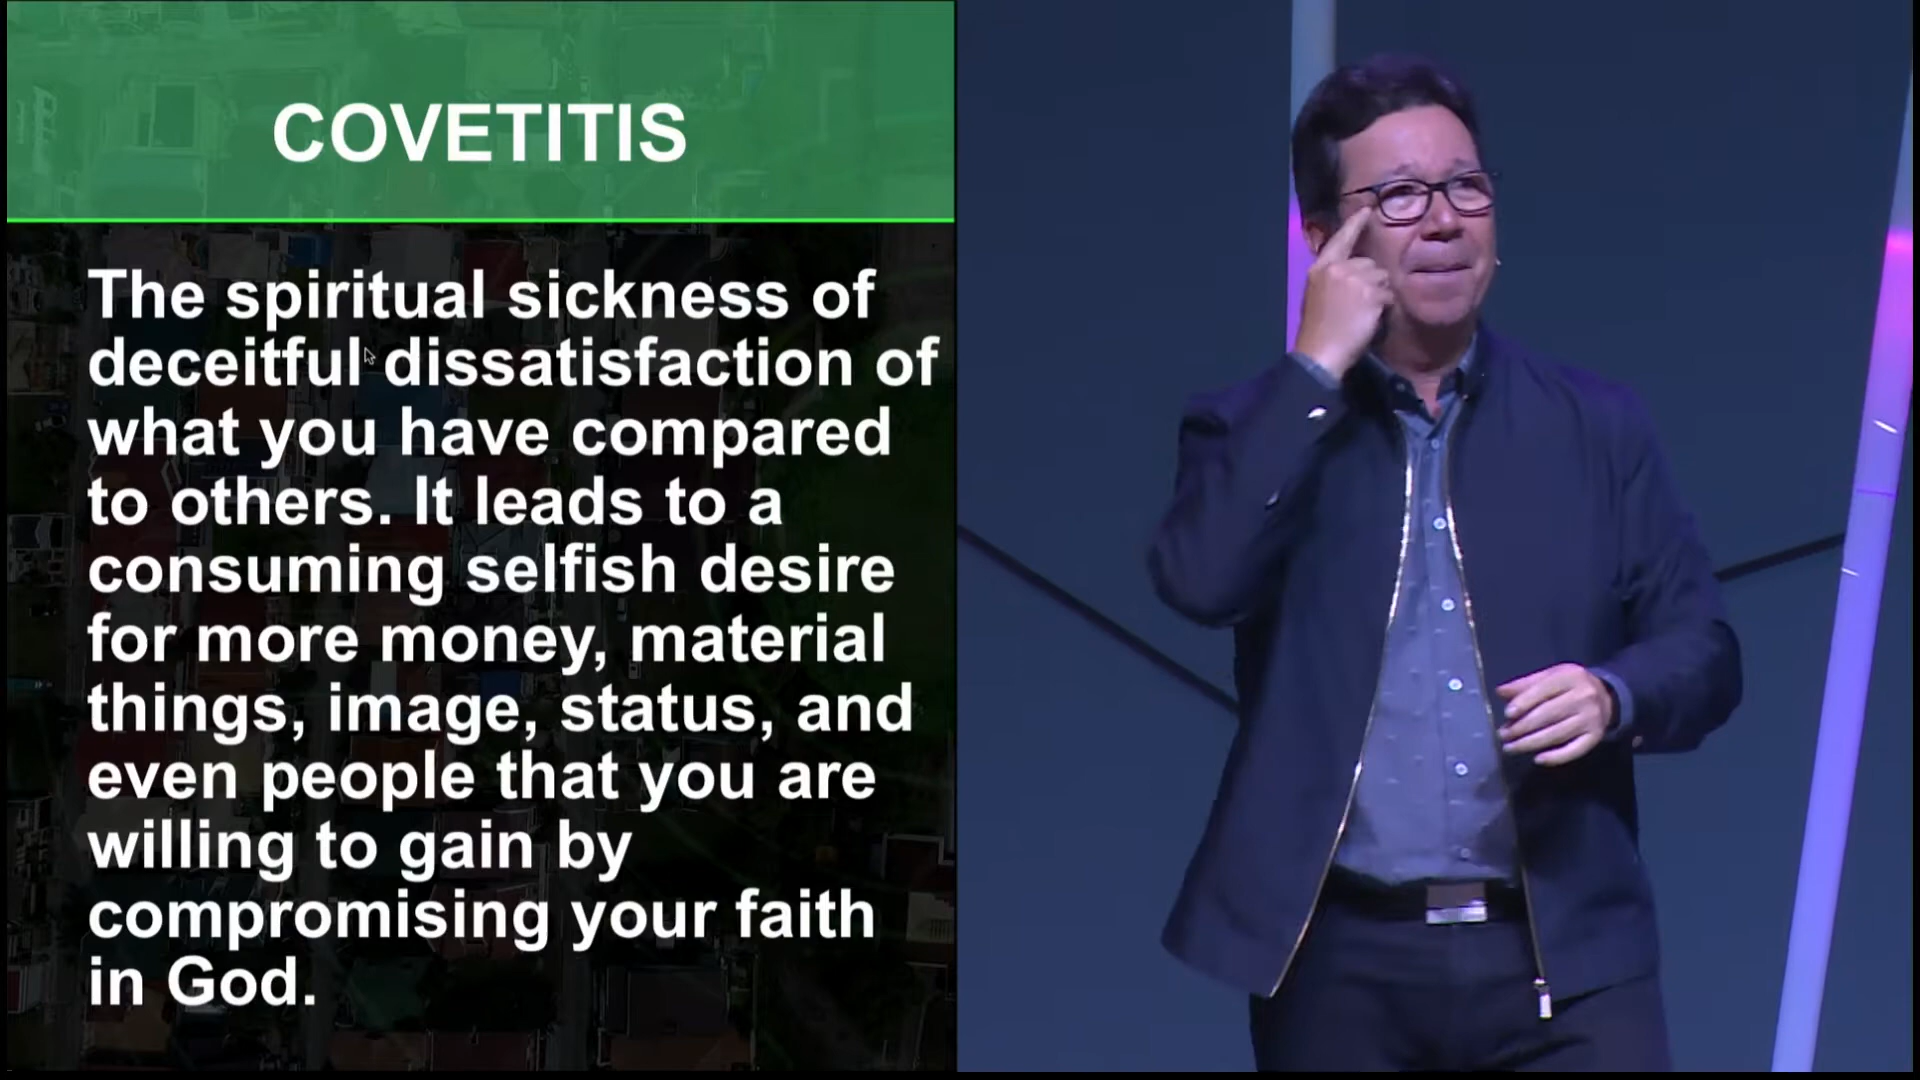 COVETITIS
The spiritual sickness of
deceitful dissatisfaction of
what you have compared
to others. It leads to a
consuming selfish desire
for more money, material
things, image, status, and
even people that you are
willing to gain by
compromising your faith
in God.